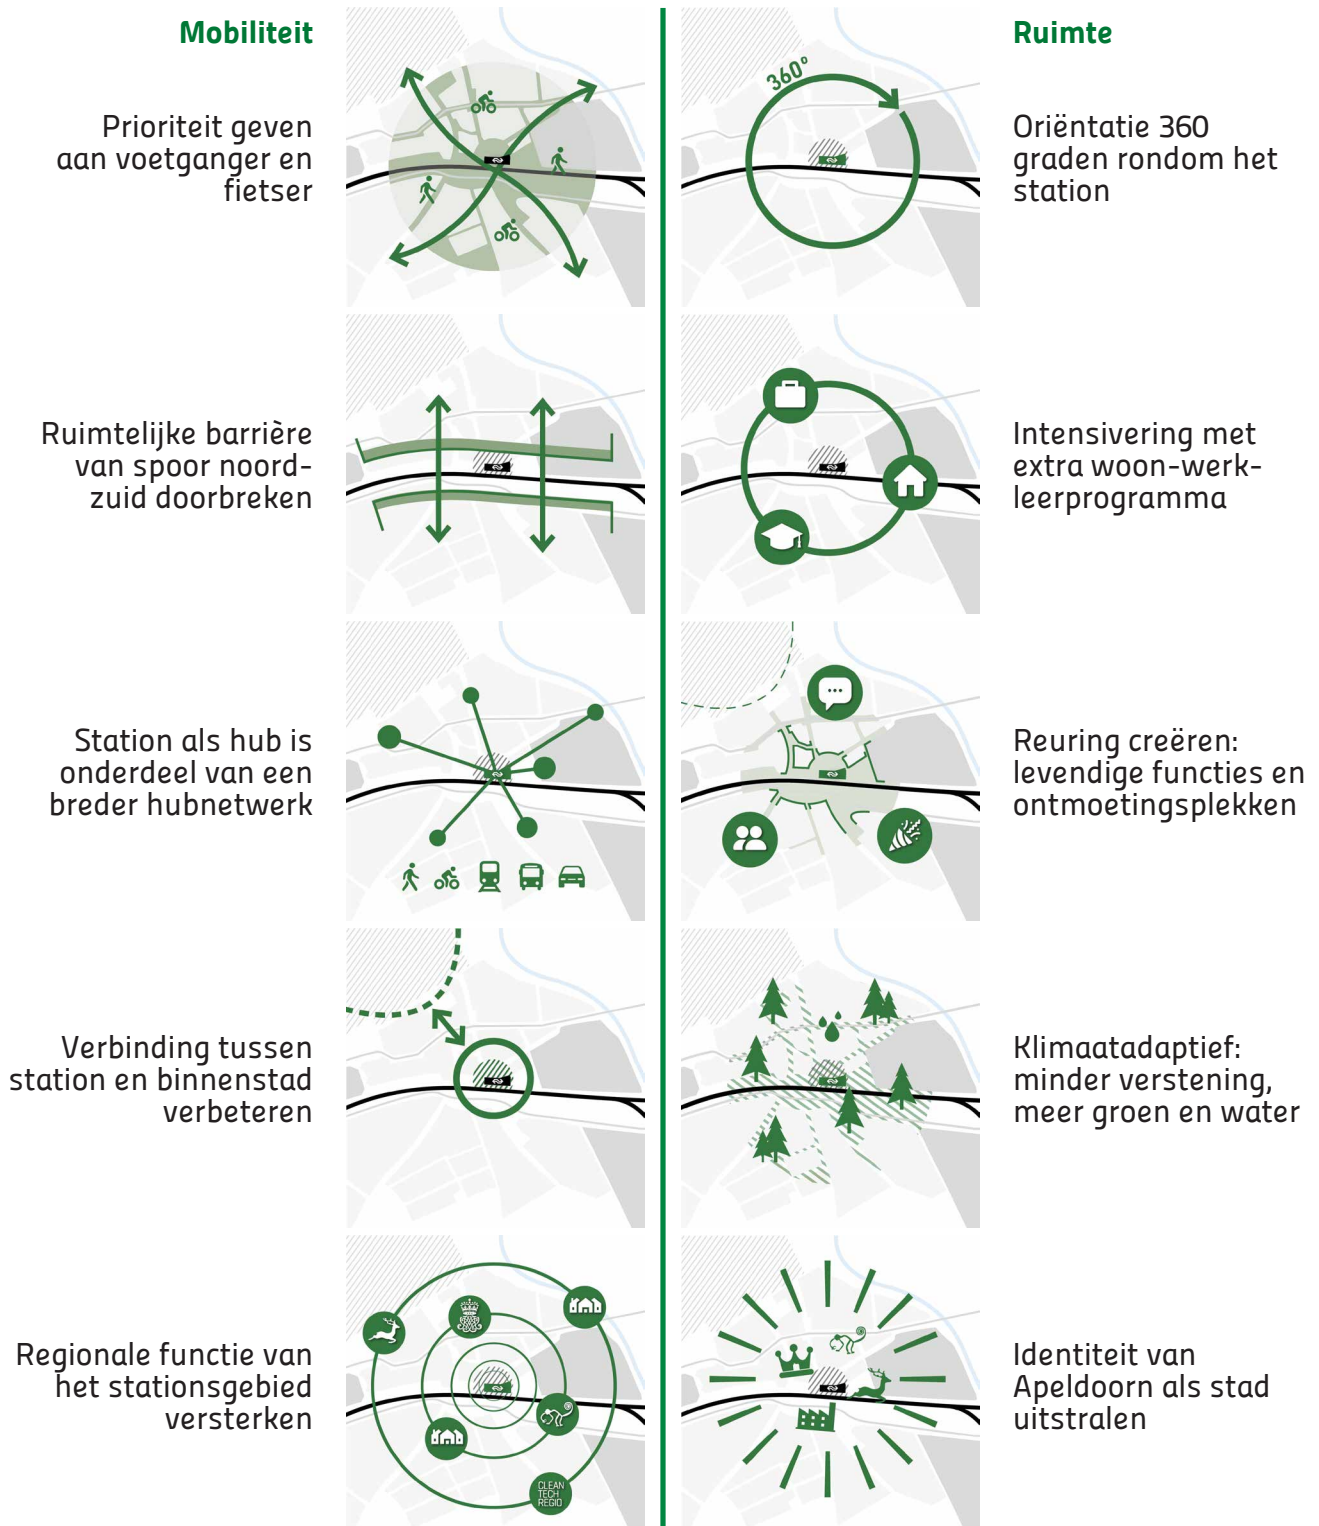 Mobiliteit
Ruimte
Prioriteit geven
aan voetganger en
fietser
360°
Oriëntatie 360
graden rondom het
station
Ruimtelijke barrière
van spoor noord-
zuid doorbreken
Intensivering met
extra woon-werk-
leerprogramma
Station als hub is
onderdeel van een
breder hubnetwerk
Reuring creëren:
levendige functies en
ontmoetingsplekken
Verbinding tussen
station en binnenstad
verbeteren
Klimaatadaptief:
minder verstening,
meer groen en water
Regionale functie van
het stationsgebied
versterken
CLEAN
TECH
REGIO
Identiteit van
Apeldoorn als stad
uitstralen